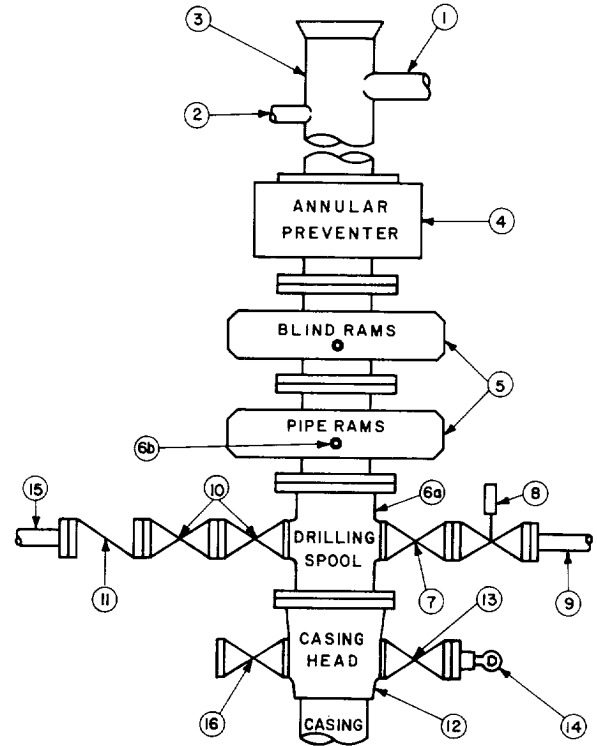 1
3
2
ANNULAR
PREVENTER
4
BLIND RAMS
5
PIPE RAMS
6b
15
10
6a
8
DRILLING
SPOOL
11
7
9
13
CASING
HEAD
16
12
14
CASING